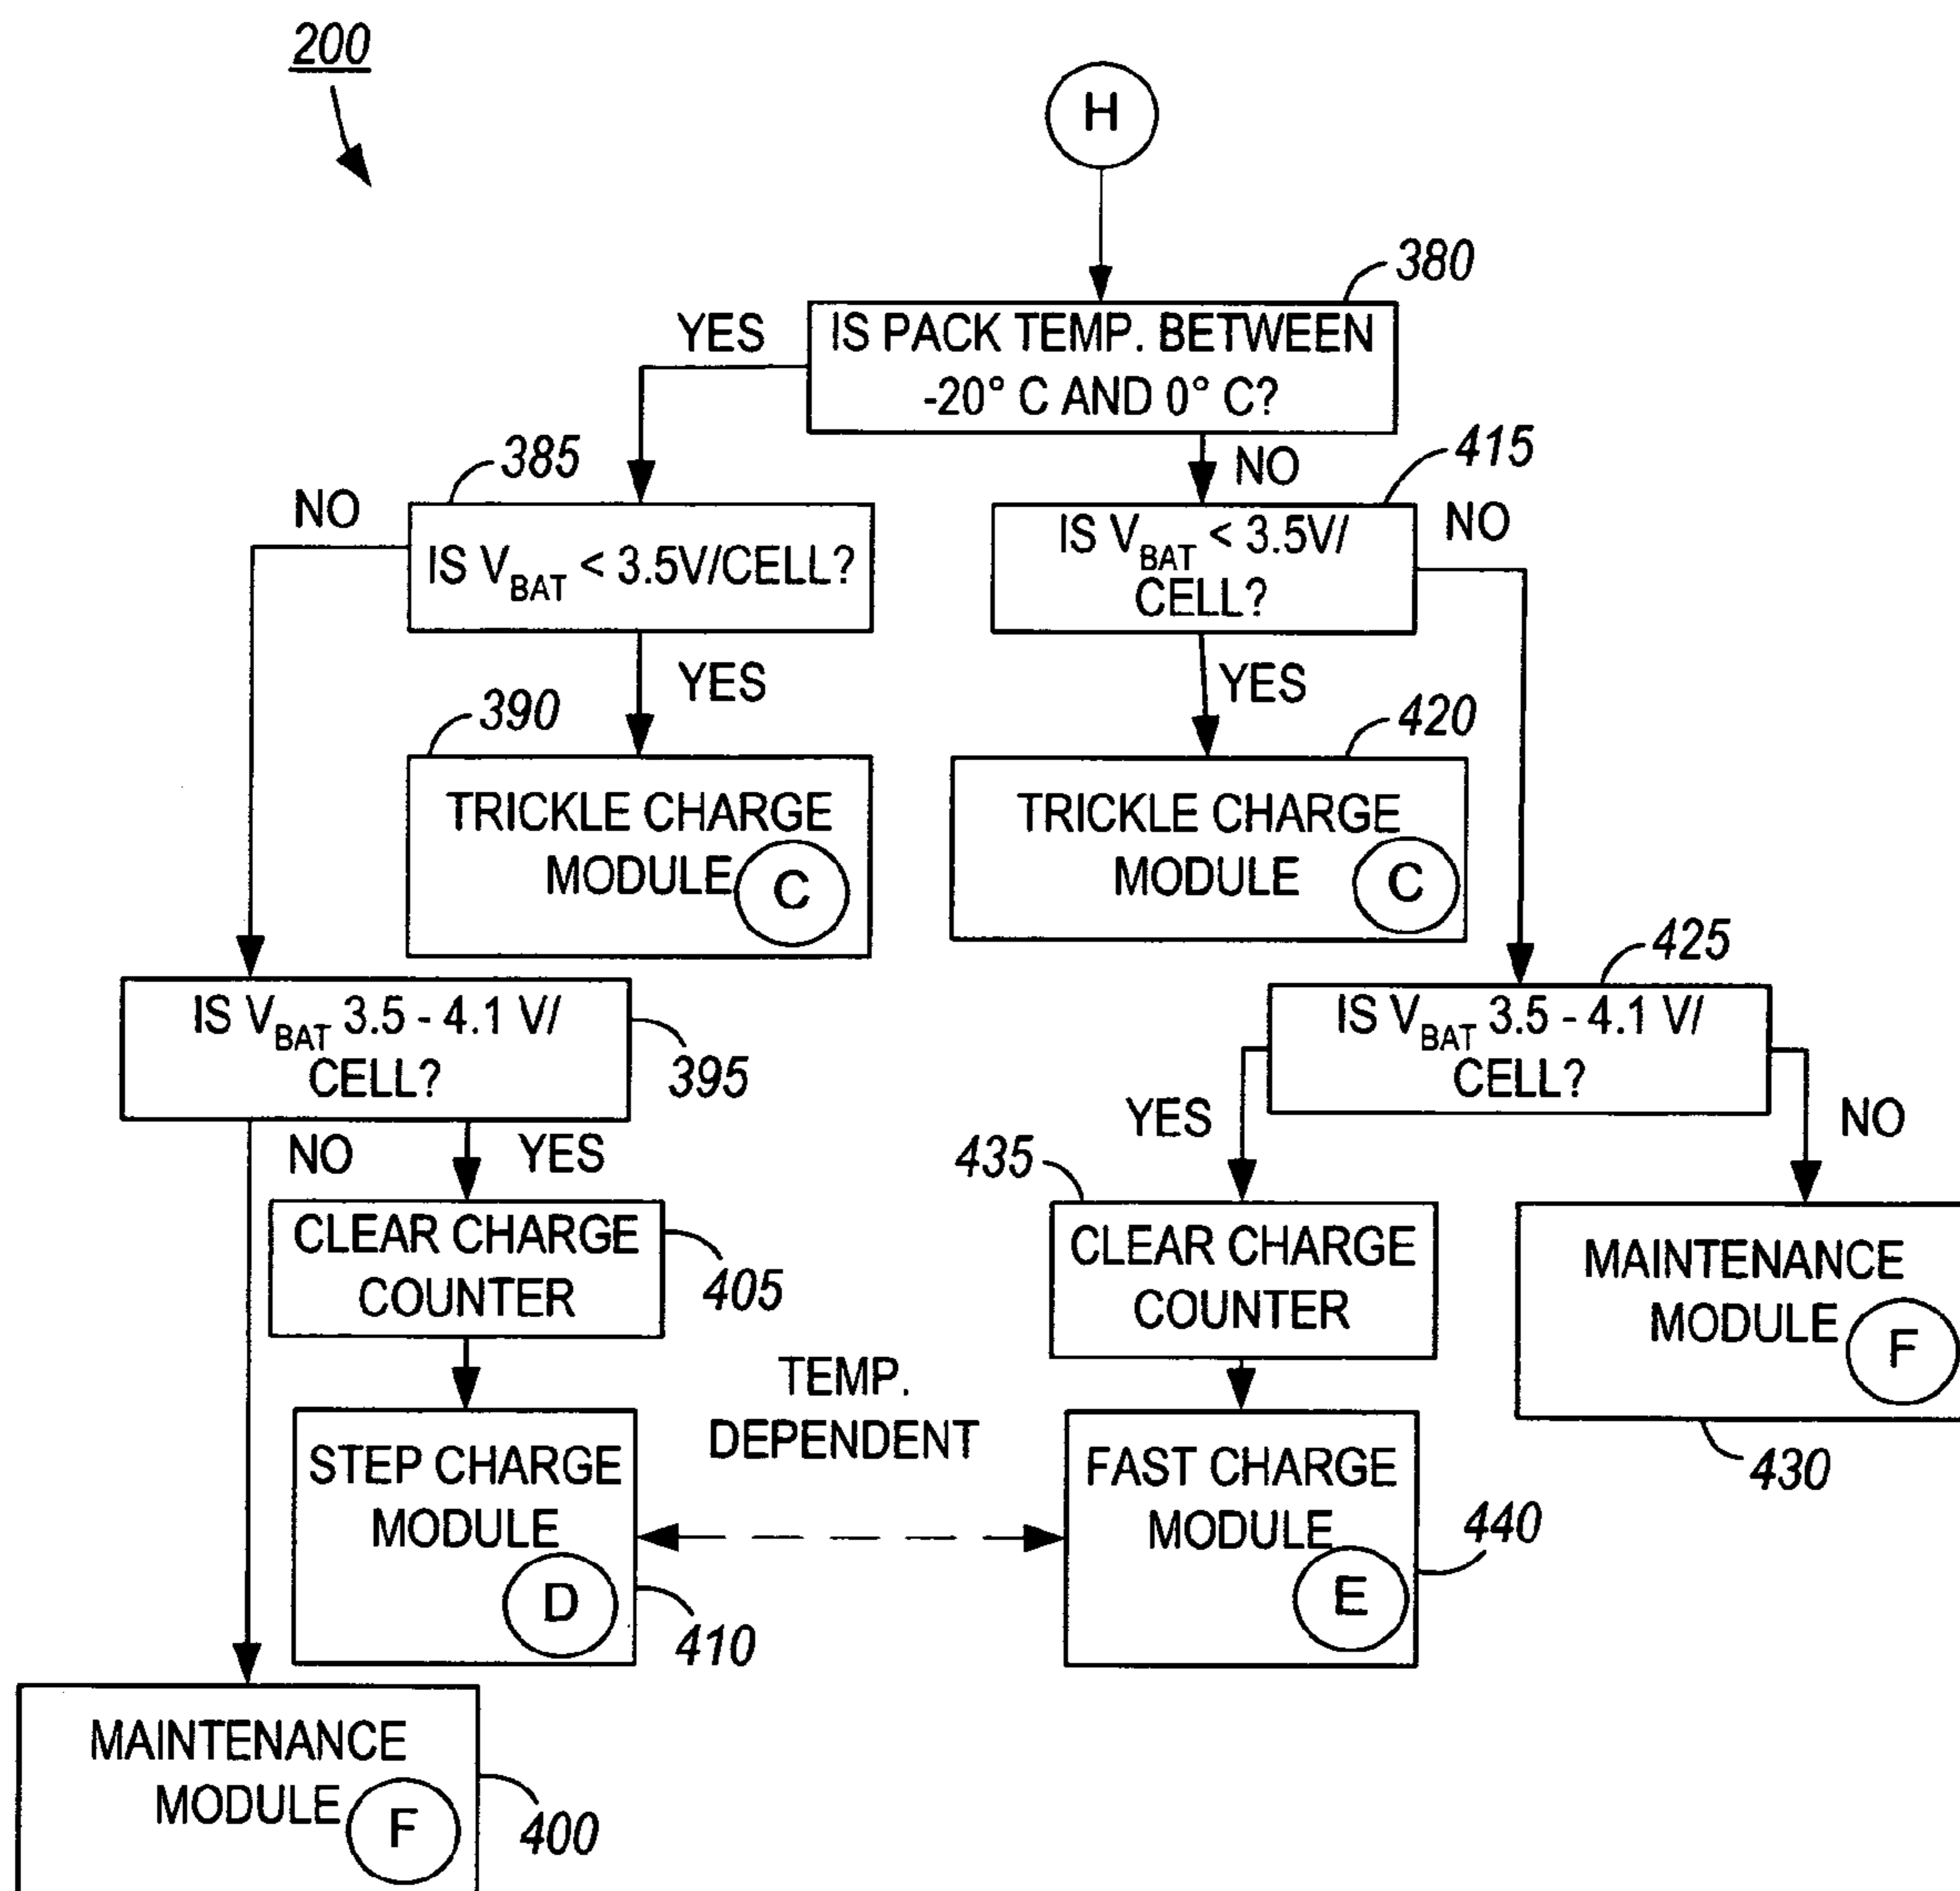 200
H
380
YES
IS PACK TEMP. BETWEEN
-20° C AND 0° C?
385
NO
415
NO
NO
IS VBAT < 3.5V/CELL?
IS VBAT < 3.5V/
CELL?
YES
YES
390
420
TRICKLE CHARGE
MODULE C
TRICKLE CHARGE
MODULE C
425
IS VBAT 3.5 - 4.1 V/
CELL?
395
IS VBAT 3.5 - 4.1 V/
CELL?
NO
YES
YES
NO
435
CLEAR CHARGE
COUNTER
405
CLEAR CHARGE
COUNTER
MAINTENANCE
MODULE F
430
TEMP.
DEPENDENT
STEP CHARGE
MODULE
D
410
FAST CHARGE
MODULE
E
440
MAINTENANCE
MODULE F
400